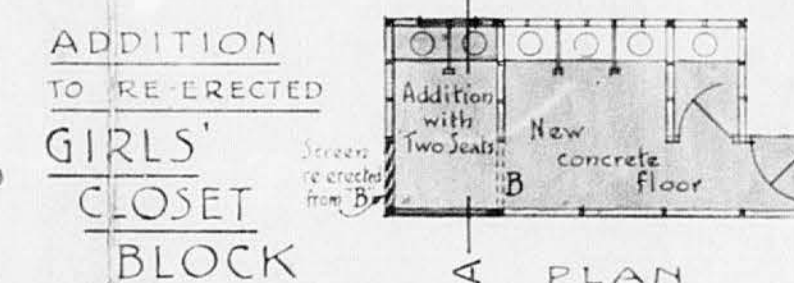 ADDITION
TO RE-ERECTED
GIRLS'
CLOSET
BLOCK
Addition
with
Two Seats
Screen
re erected
from "B"
New
concrete
floor
B
A
PLAN